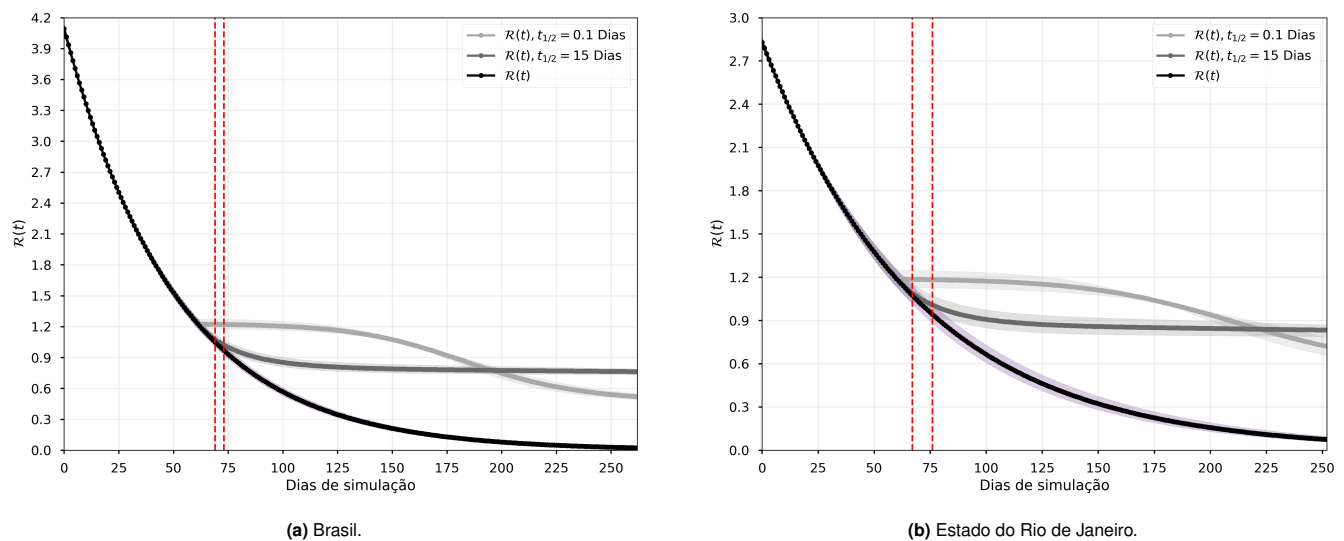 4.2
3.9
3.6
3.3
3.0
2.7
2.4
2.1
1.8
1.5
1.2
0.9
0.6
0.3
0.0
ℛ(t)
0 25 50 75 100 125 150 175 200 225 250
Dias de simulação
ℛ(t), t1/2 = 0.1 Dias
ℛ(t), t1/2 = 15 Dias
ℛ(t)
(a) Brasil.
3.0
2.7
2.4
2.1
1.8
1.5
1.2
0.9
0.6
0.3
0.0
ℛ(t)
0 25 50 75 100 125 150 175 200 225 250
Dias de simulação
ℛ(t), t1/2 = 0.1 Dias
ℛ(t), t1/2 = 15 Dias
ℛ(t)
(b) Estado do Rio de Janeiro.